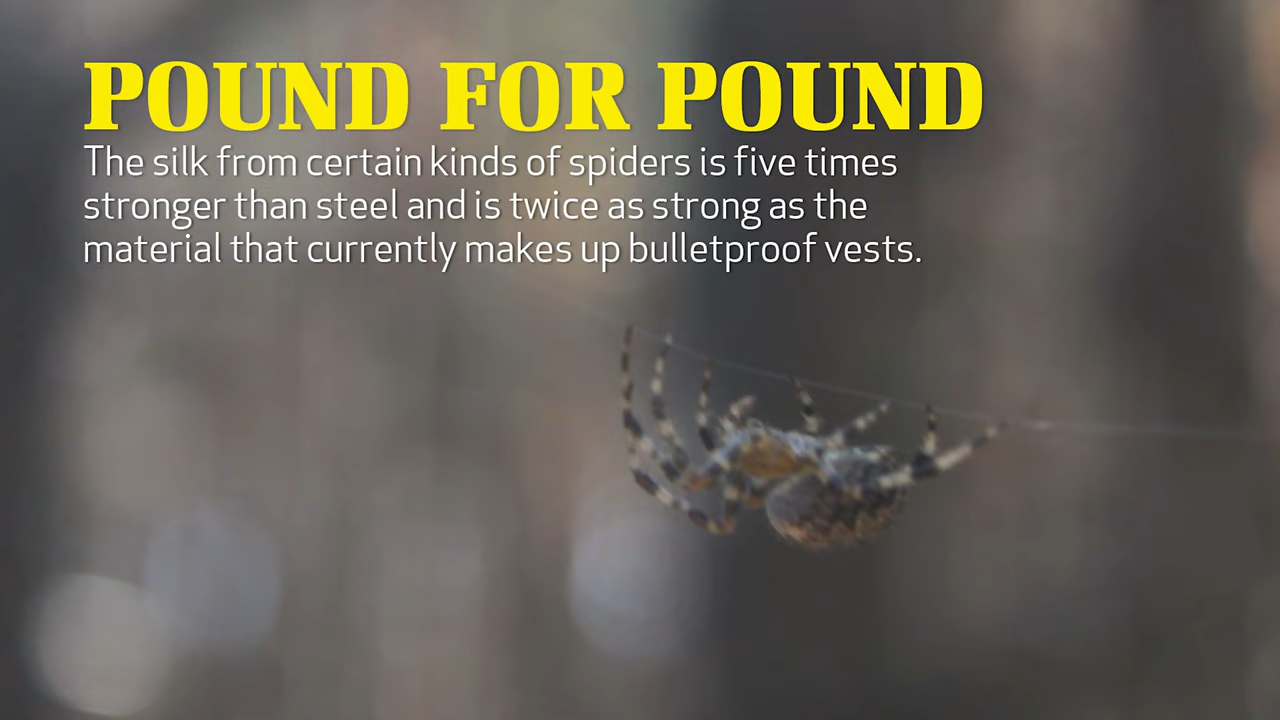 POUND FOR POUND
The silk from certain kinds of spiders is five times
stronger than steel and is twice as strong as the
material that currently makes up bulletproof vests.